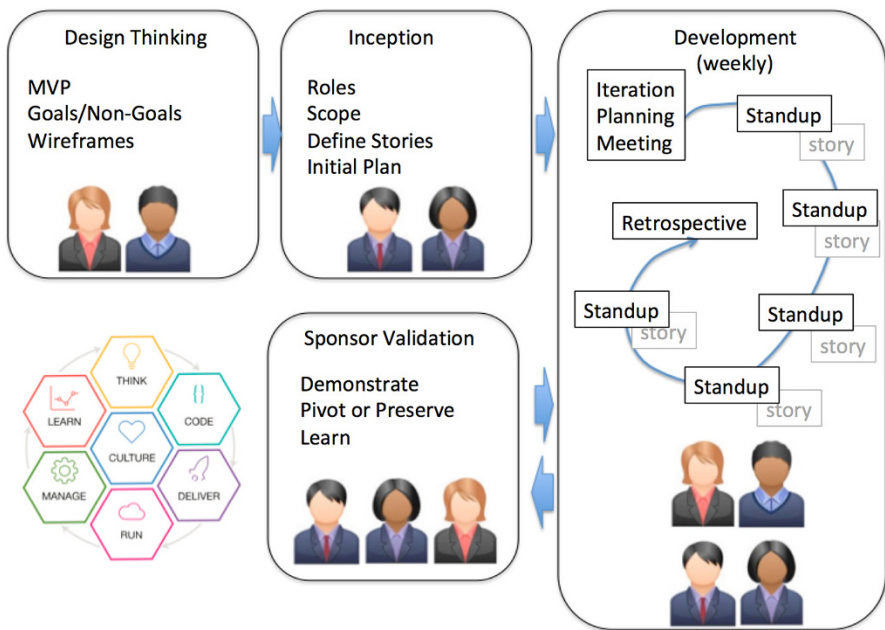 Design Thinking
MVP
Goals/Non-Goals
Wireframes
Inception
Roles
Scope
Define Stories
Initial Plan
Development
(weekly)
Iteration
Planning
Meeting
Standup
story
Standup
story
Standup
story
Standup
story
Standup
story
Retrospective
Sponsor Validation
Demonstrate
Pivot or Preserve
Learn
THINK
CODE
DELIVER
RUN
MANAGE
LEARN
CULTURE